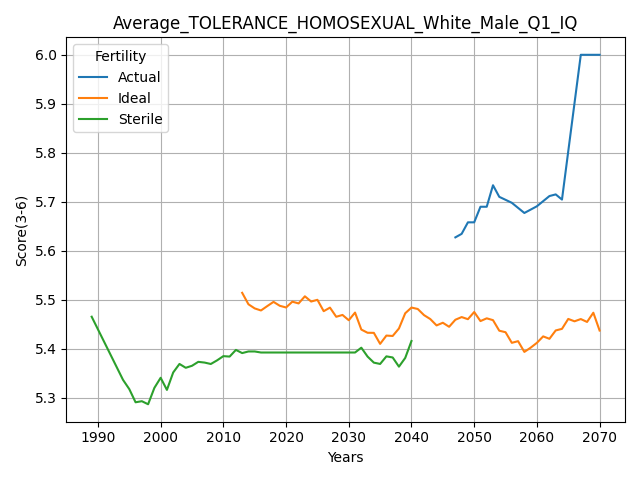 Average_TOLERANCE_HOMOSEXUAL_White_Male_Q1_IQ
Fertility
Actual
Ideal
Sterile
Score(3-6)
6.0
5.9
5.8
5.7
5.6
5.5
5.4
5.3
1990 2000 2010 2020 2030 2040 2050 2060 2070
Years